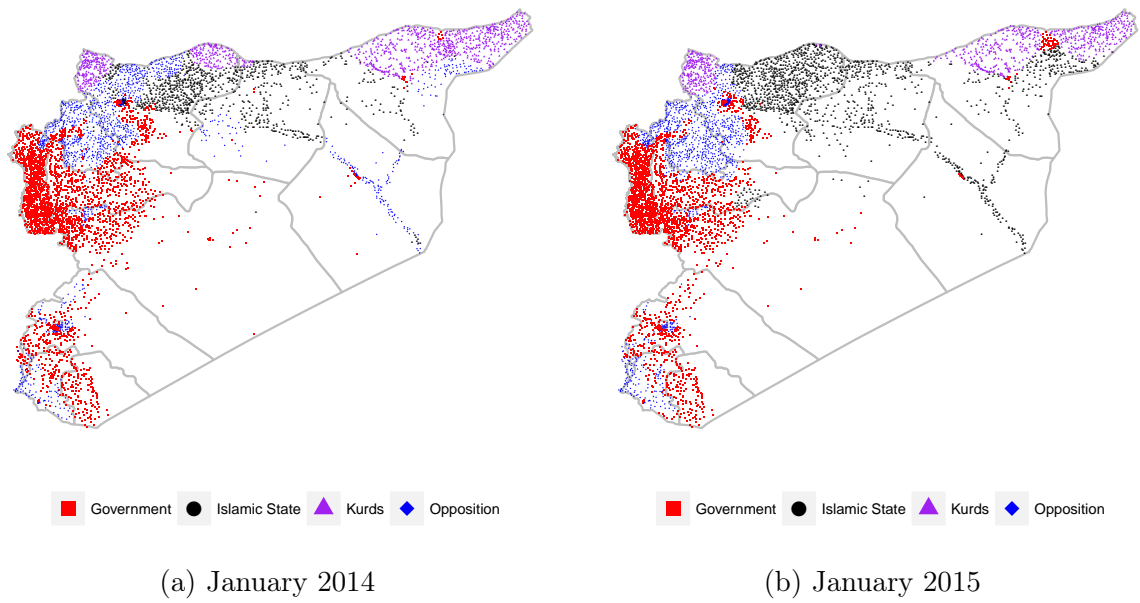 Government Islamic State Kurds Opposition
Government Islamic State Kurds Opposition
(a) January 2014
(b) January 2015